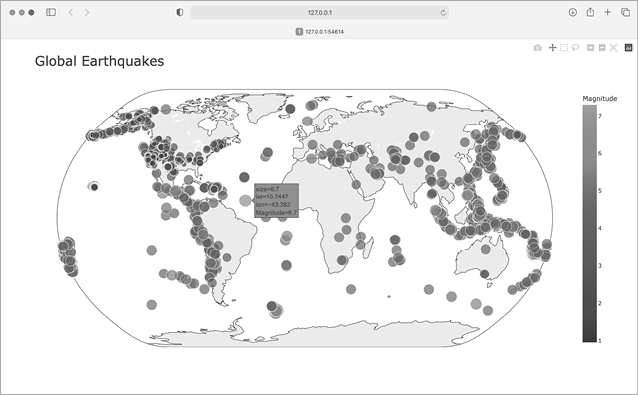 127.0.0.1
1 127.0.0.1:54614
Global Earthquakes
Magnitude
7
6
5
4
3
2
1
size=6.7
lat=10.7447
lon=−43.382
Magnitude=6.7